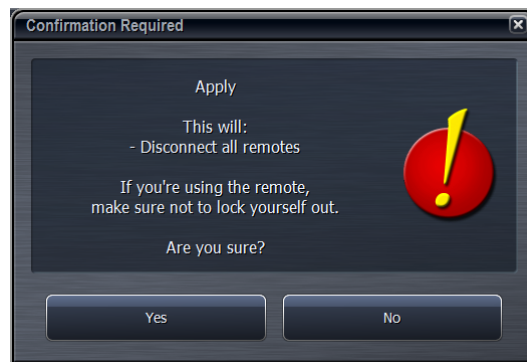 Confirmation Required
Apply
This will:
- Disconnect all remotes
If you're using the remote,
make sure not to lock yourself out.
Are you sure?
Yes
No